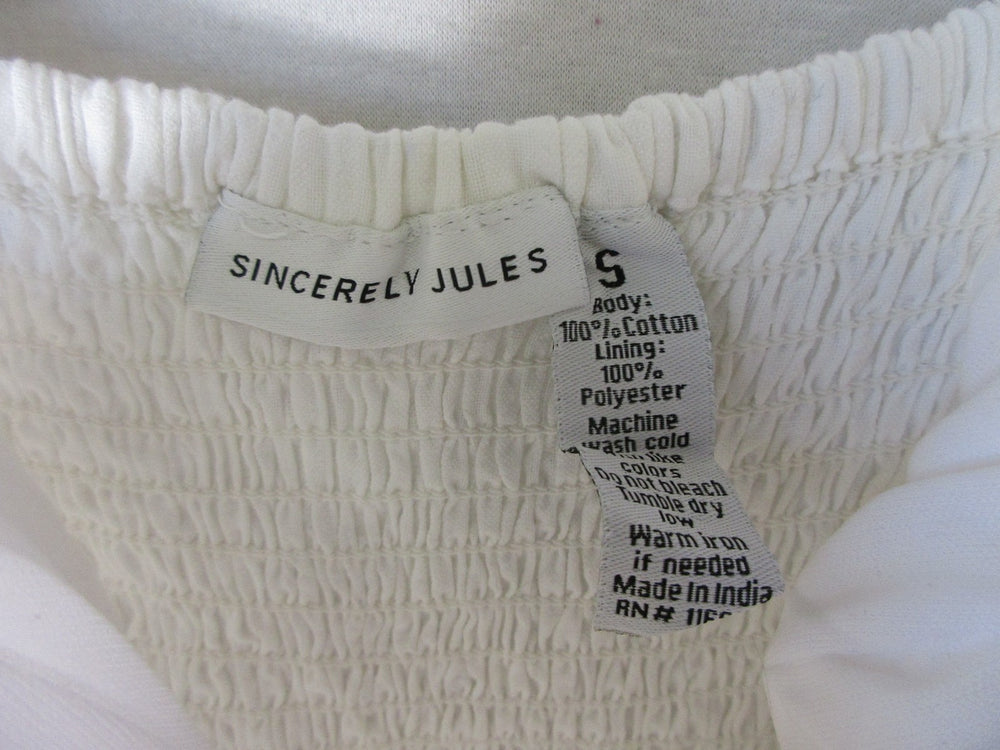 SINCERELY JULES
S
Body:
100% Cotton
Lining:
100%
Polyester
Machine
wash cold
like
colors
Do not bleach
Tumble dry
low
Warm iron
if needed
Made In India
RN#